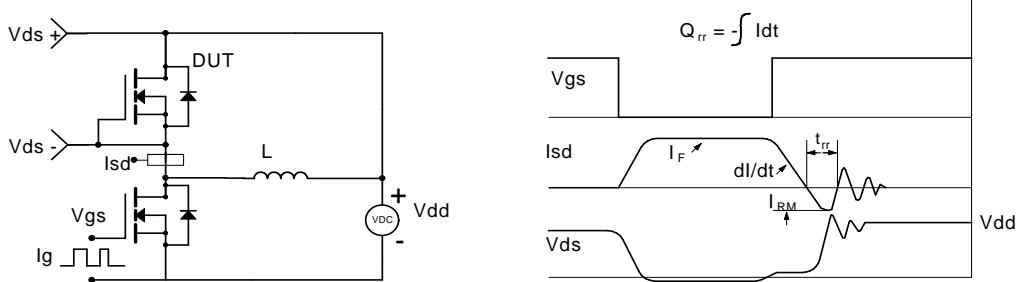 Vds +
DUT
Vds -
Isd
L
Vgs
Ig
+
VDC
-
Vdd
Q rr = -∫ Idt
Vgs
Isd
I F
dI/dt
t rr
I RM
Vds
Vdd